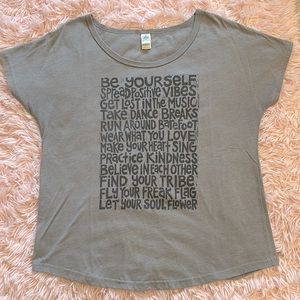 Be YOURSELF
SPREAD POSITIVE VIBES
GET LOST IN THE MUSIC
TAKE DANCE BREAKS
RUN AROUND BAREFOOT
WEAR WHAT YOU LOVE
MAKE YOUR HEART SING
PRACTICE KINDNESS
BELIEVE IN EACH OTHER
FIND YOUR TRIBE
FLY YOUR FREAK FLAG
LET YOUR SOUL FLOWER